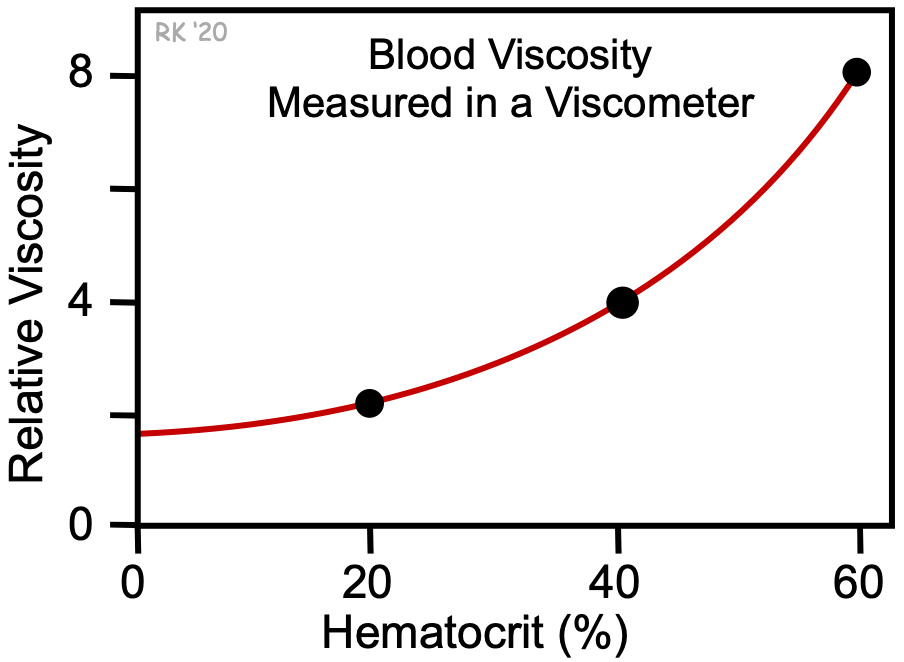 RK '20
Blood Viscosity
Measured in a Viscometer
Relative Viscosity
8
4
0
0 20 40 60
Hematocrit (%)